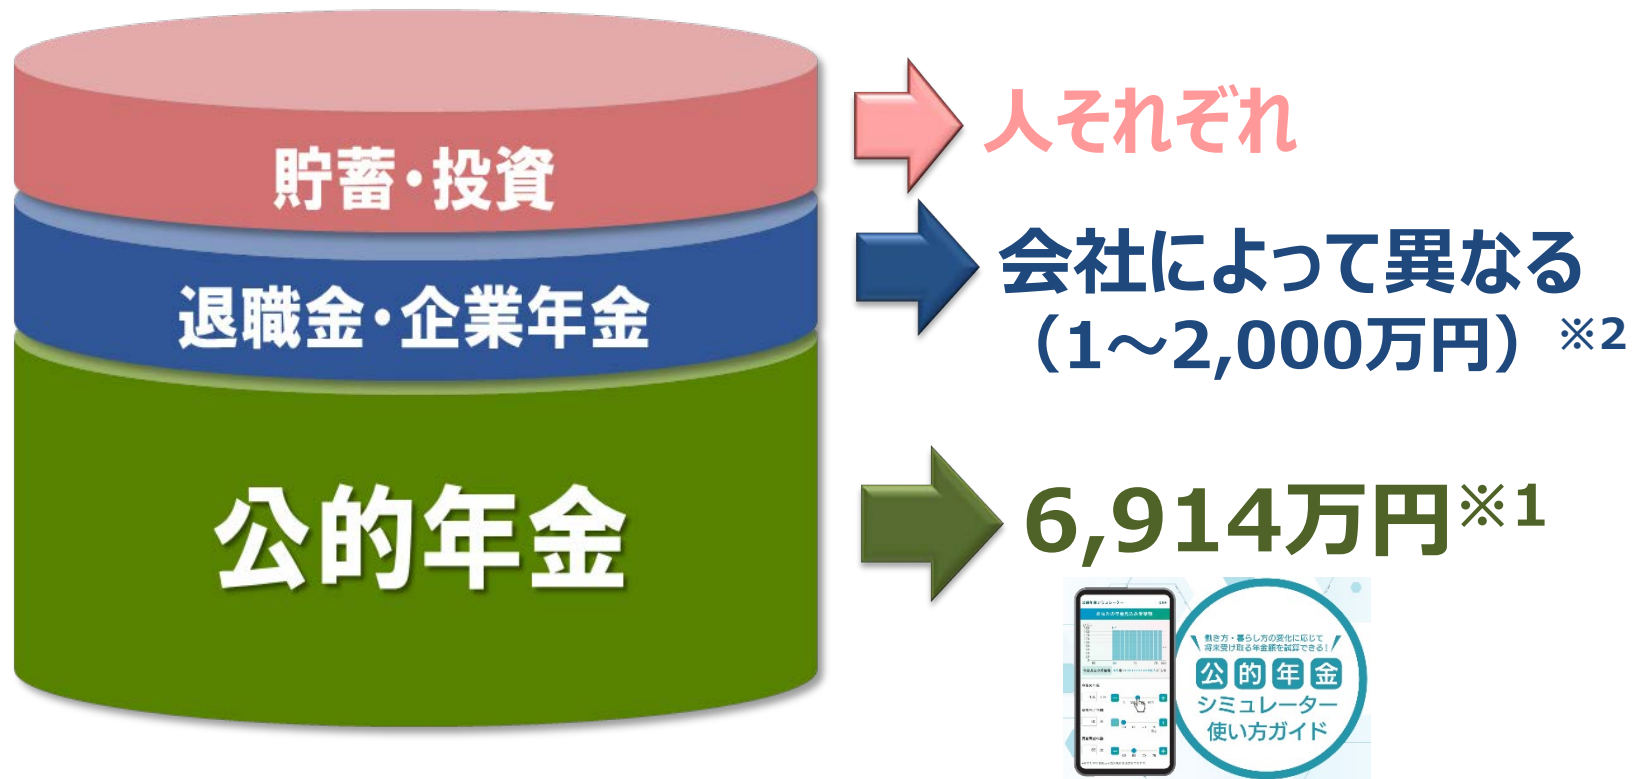 貯蓄・投資
人それぞれ
退職金・企業年金
会社によって異なる
（1～2,000万円）※2
公的年金
6,914万円※1
働き方・暮らし方の変化に応じて
将来受け取る年金額を試算できる！
公的年金
シミュレーター
使い方ガイド